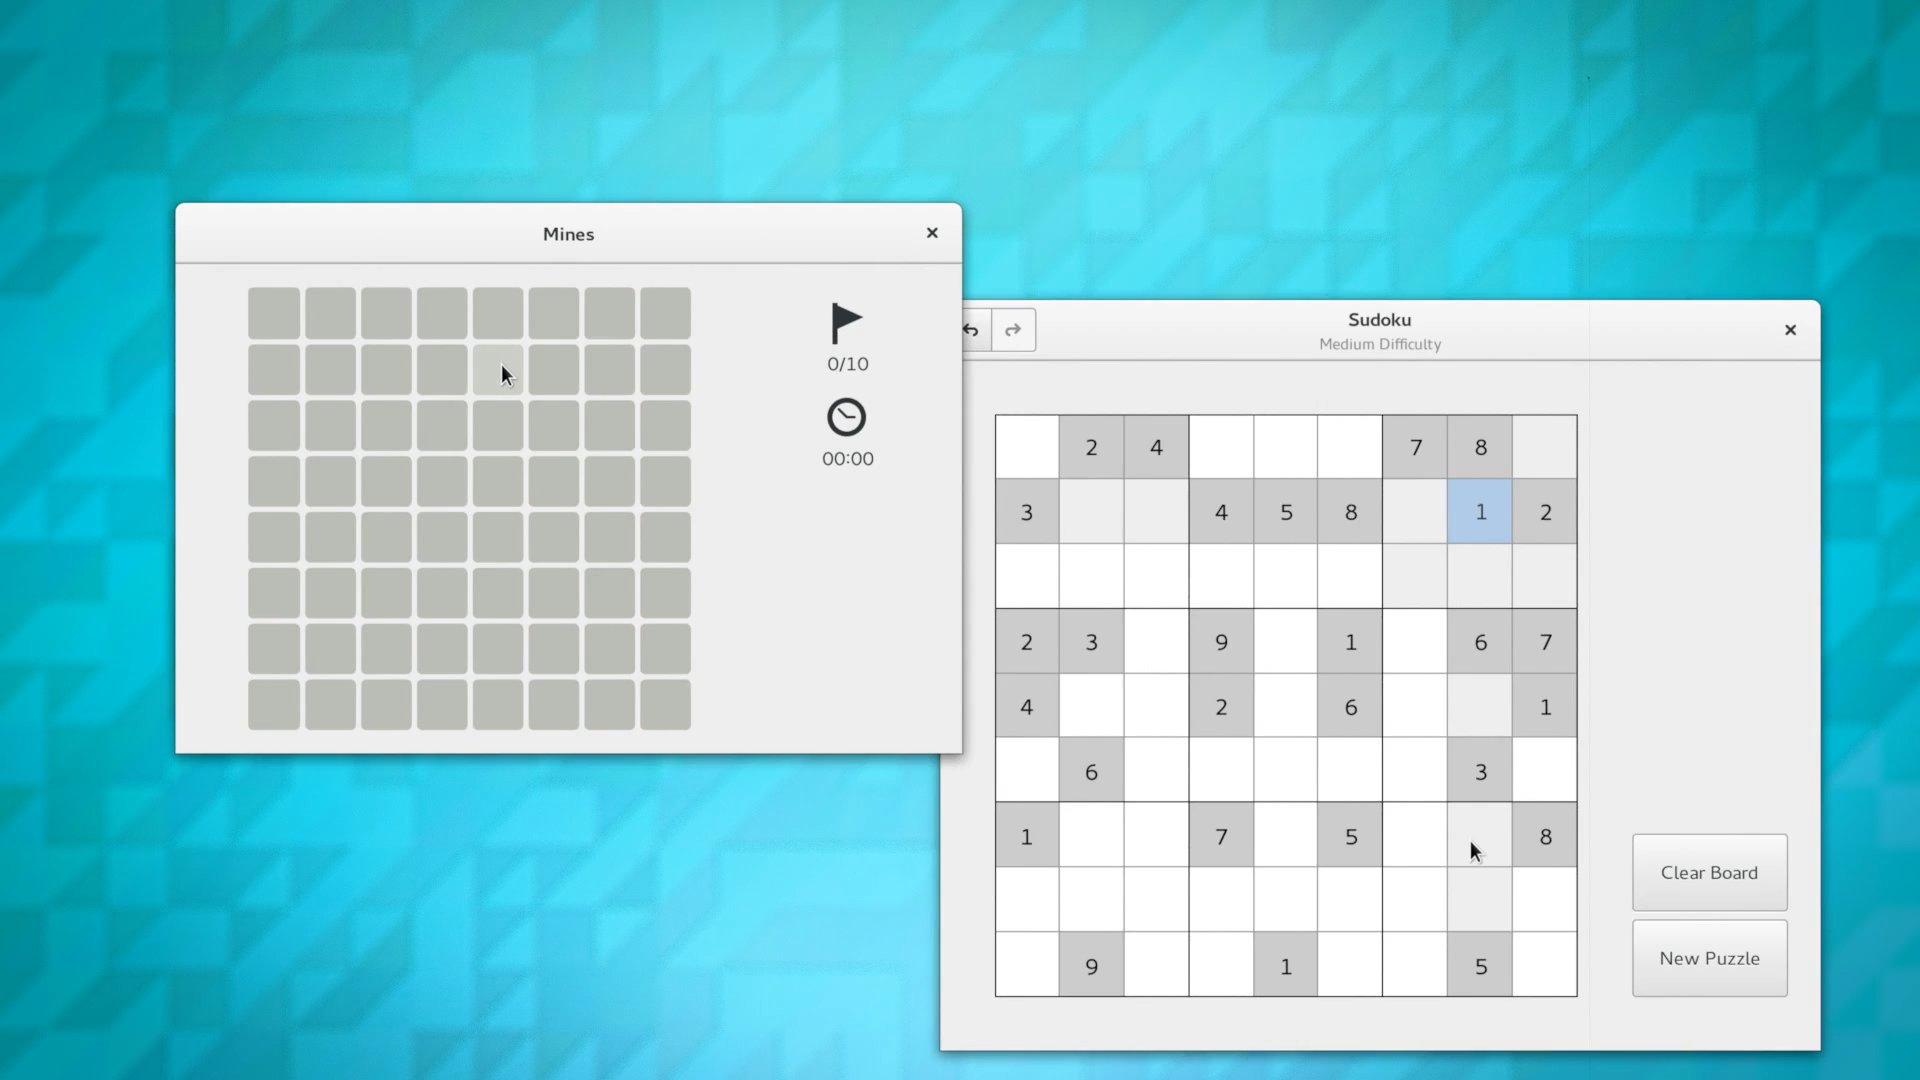 Mines
0/10
00:00
Sudoku
Medium Difficulty
2 4 7 8
3 4 5 8 1 2
2 3 9 1 6 7
4 2 6 1
6 3
1 7 5 8
9 1 5
Clear Board
New Puzzle